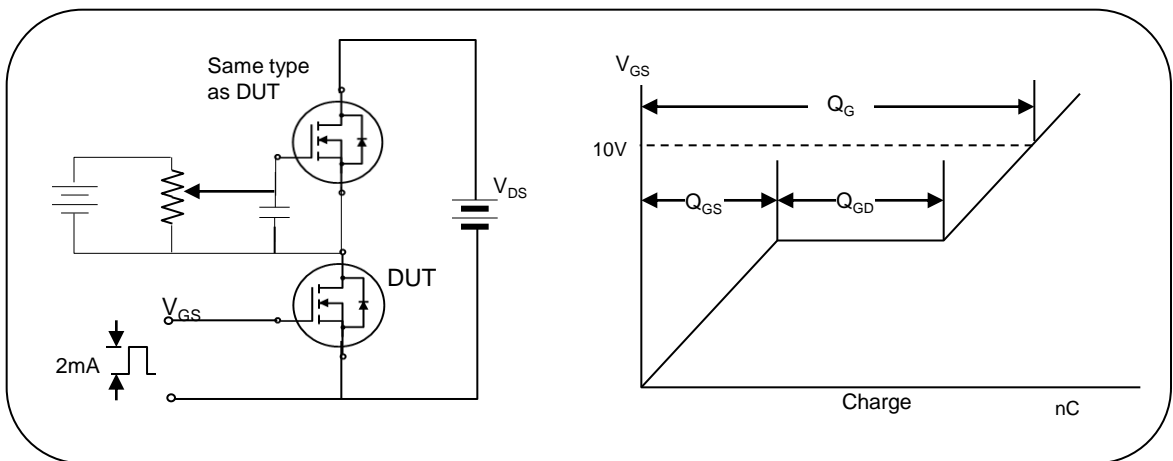 Same type
as DUT
V_DS
DUT
V_GS
2mA
V_GS
Q_G
10V
Q_GS
Q_GD
Charge
nC